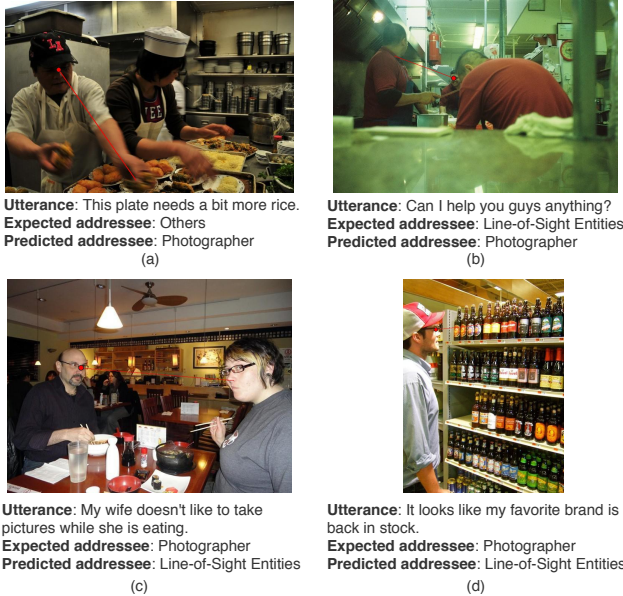 LA
LEE
Utterance: This plate needs a bit more rice.
Expected addressee: Others
Predicted addressee: Photographer
(a)
Utterance: Can I help you guys anything?
Expected addressee: Line-of-Sight Entities
Predicted addressee: Photographer
(b)
Utterance: My wife doesn't like to take
pictures while she is eating.
Expected addressee: Photographer
Predicted addressee: Line-of-Sight Entities
(c)
Utterance: It looks like my favorite brand is
back in stock.
Expected addressee: Photographer
Predicted addressee: Line-of-Sight Entities
(d)